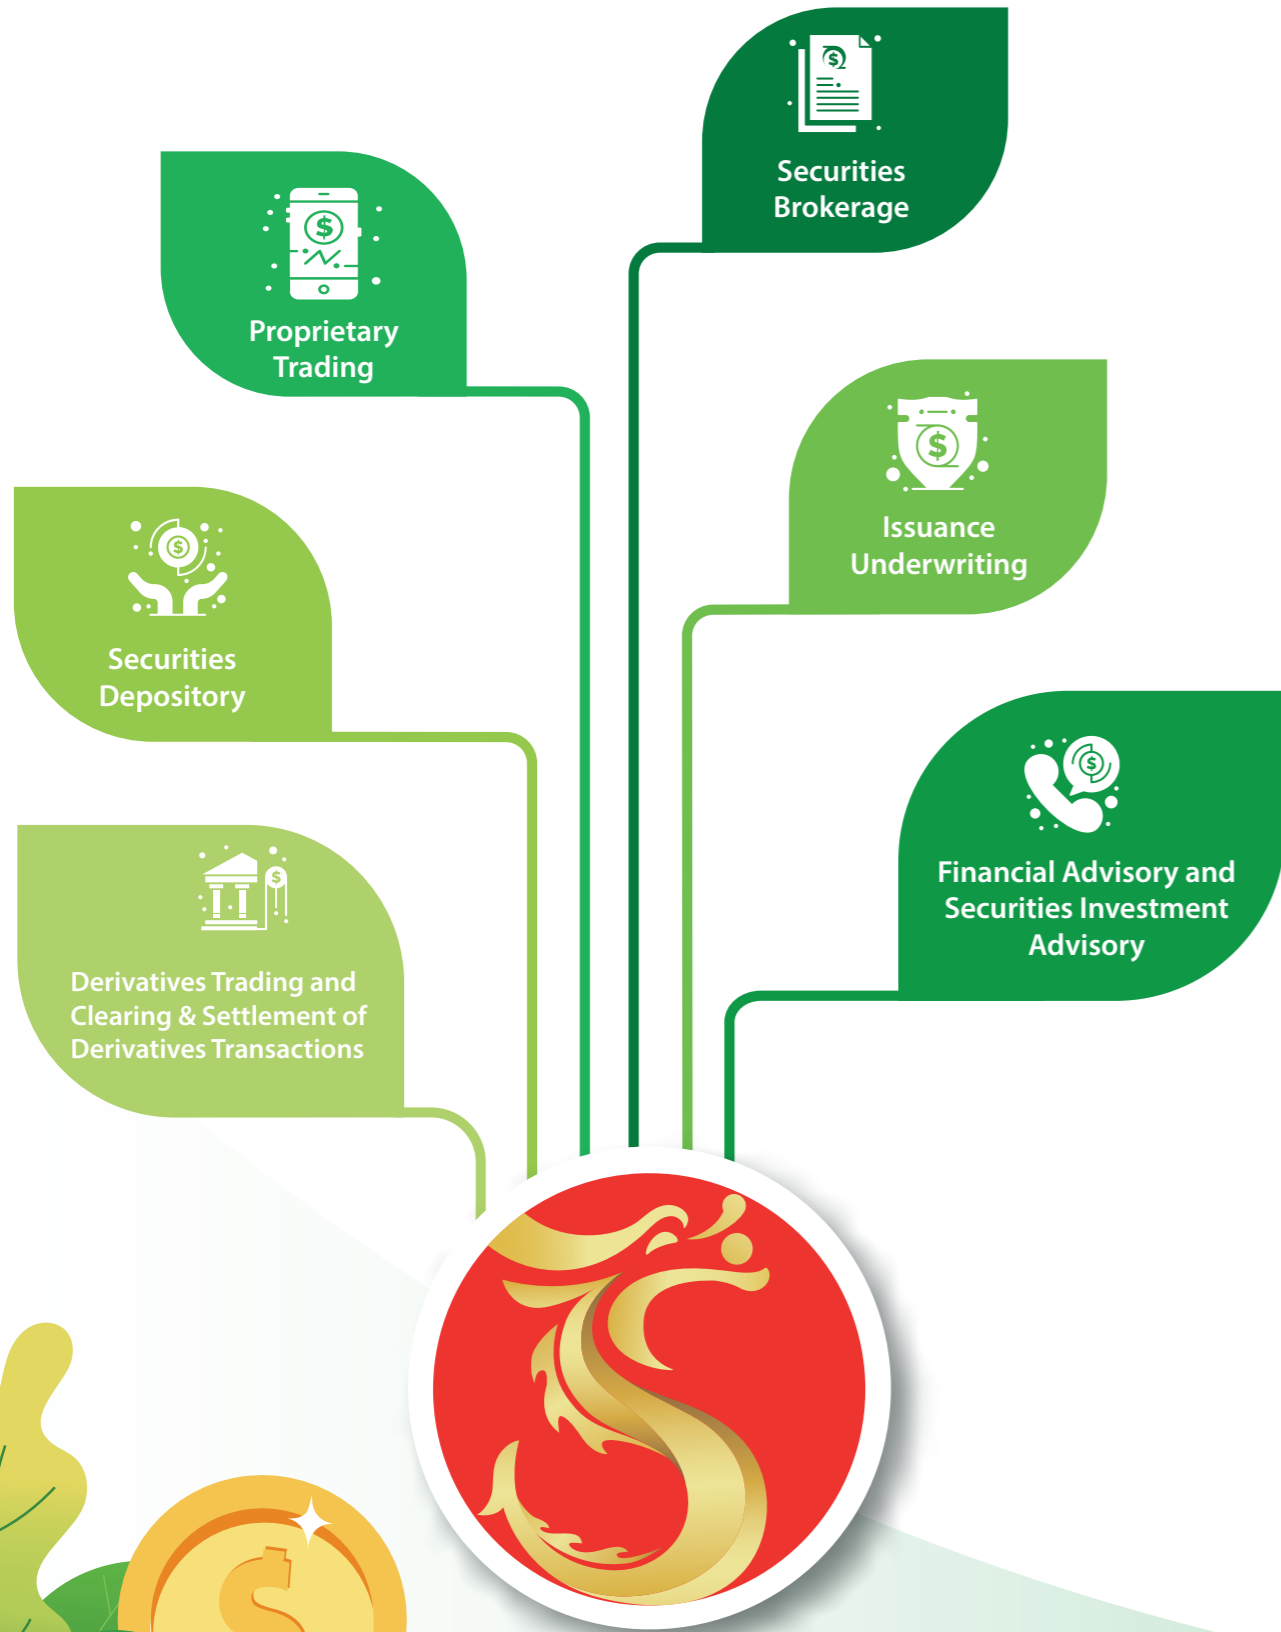 Securities
Brokerage
Proprietary
Trading
Issuance
Underwriting
Securities
Depository
Financial Advisory and
Securities Investment
Advisory
Derivatives Trading and
Clearing & Settlement of
Derivatives Transactions